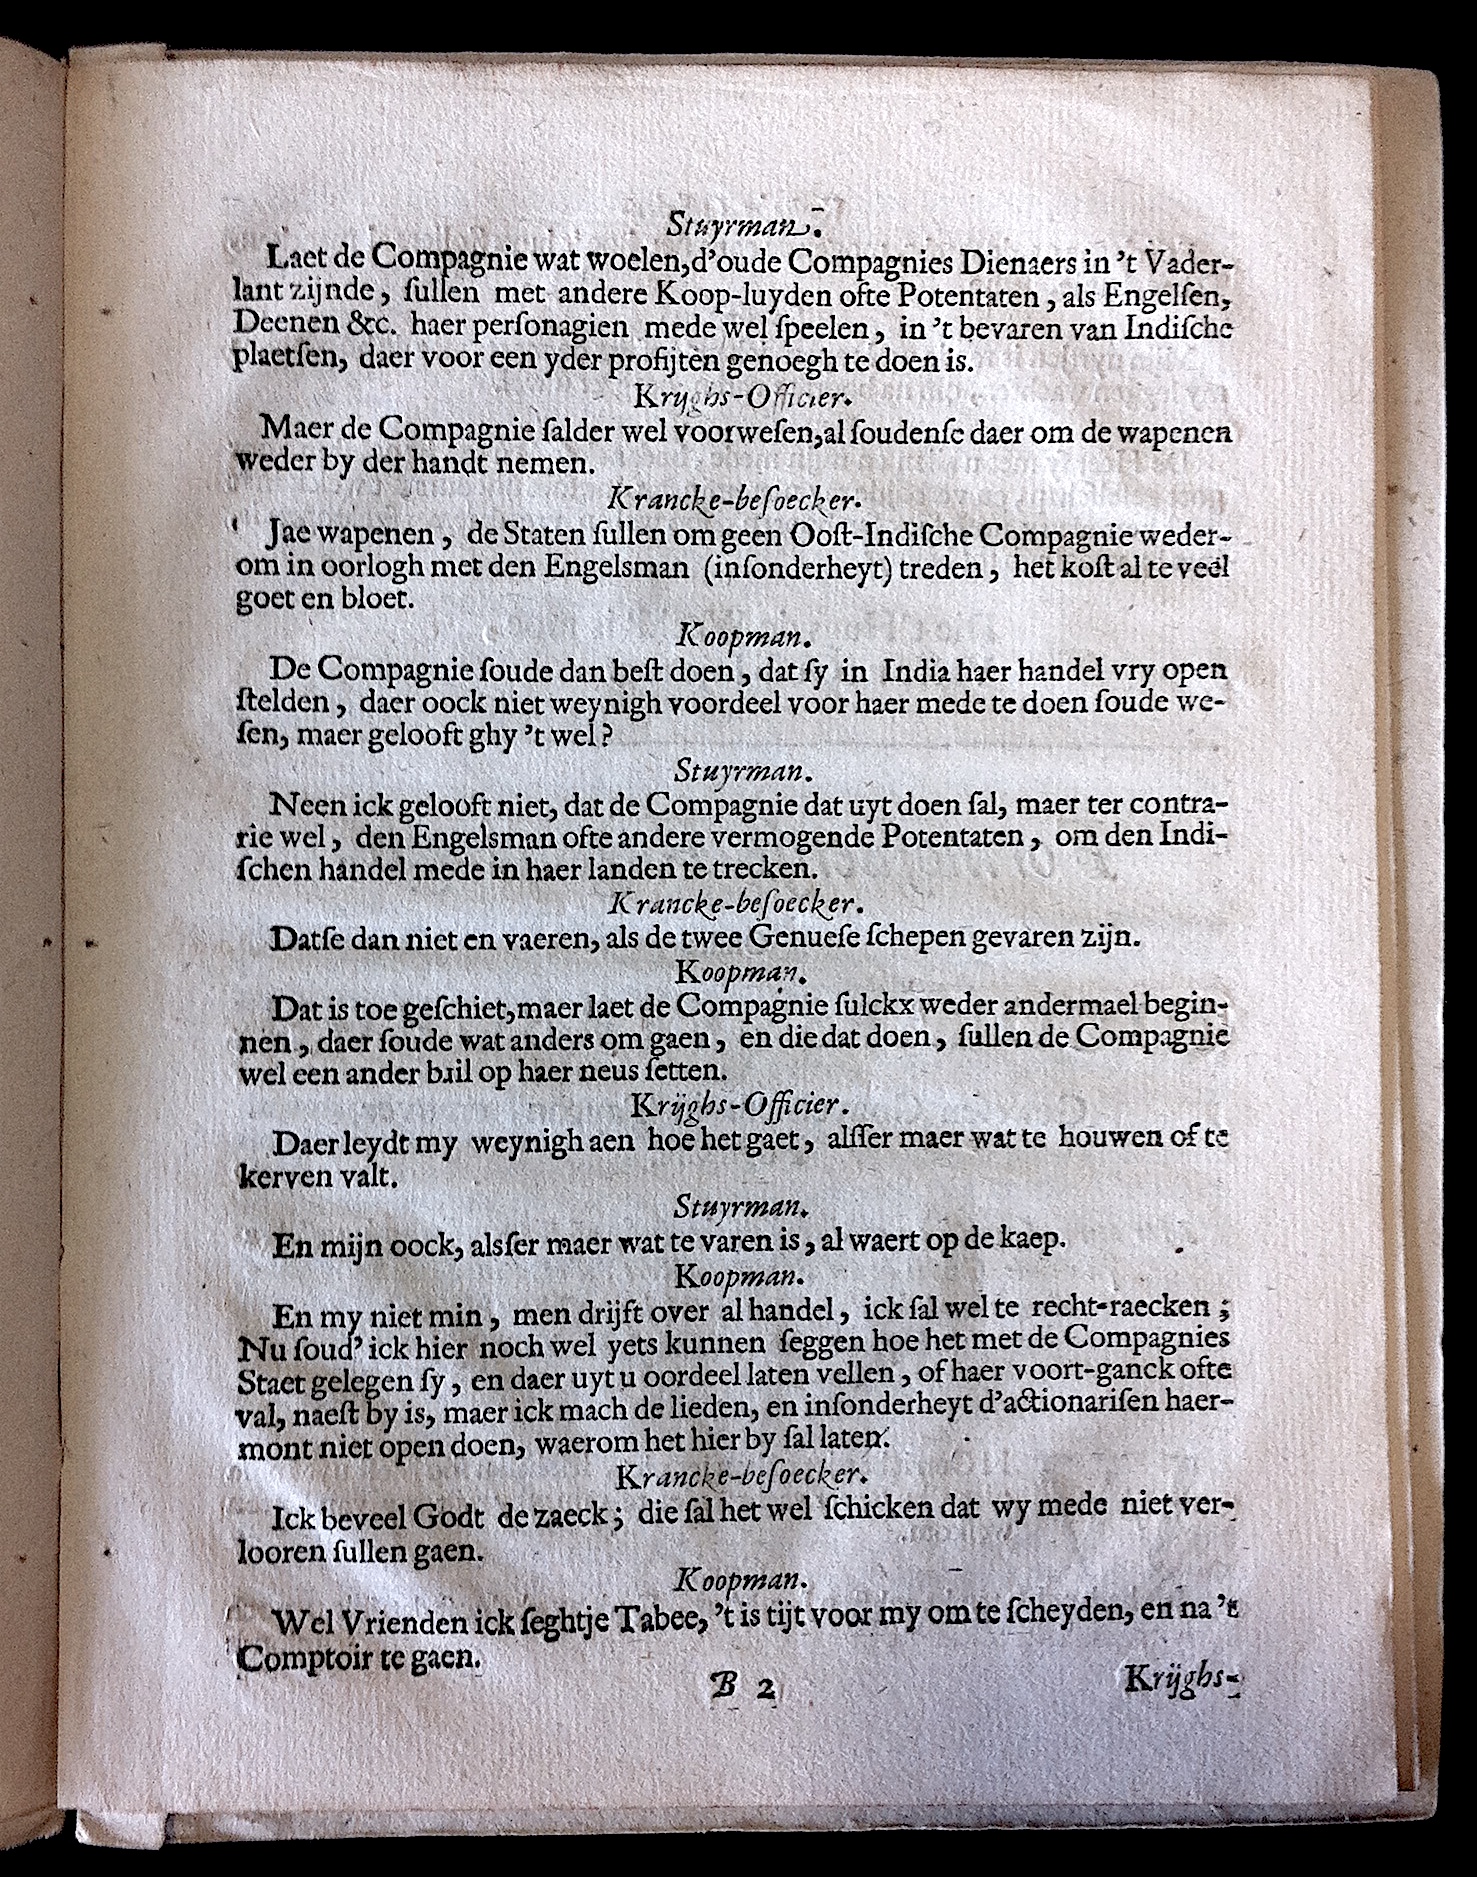 Stuyrman.
Laet de Compagnie wat woelen, d'oude Compagnies Dienaers in 't Vader-
lant zijnde, ſullen met andere Koop-luyden ofte Potentaten, als Engelſen,
Deenen &c. haer perſonagien mede wel ſpeelen, in 't bevaren van Indiſche
plaetſen, daer voor een yder profijten genoegh te doen is.
Krijghs-Officier.
Maer de Compagnie ſalder wel voorweſen, al ſoudenſe daer om de wapenen
weder by der handt nemen.
Krancke-beſoecker.
Jae wapenen, de Staten ſullen om geen Ooſt-Indiſche Compagnie weder-
om in oorlogh met den Engelsman (inſonderheyt) treden, het koſt al te veel
goet en bloet.
Koopman.
De Compagnie ſoude dan beſt doen, dat ſy in India haer handel vry open
ſtelden, daer oock niet weynigh voordeel voor haer mede te doen ſoude we-
ſen, maer gelooft ghy 't wel?
Stuyrman.
Neen ick gelooft niet, dat de Compagnie dat uyt doen ſal, maer ter contra-
rie wel, den Engelsman ofte andere vermogende Potentaten, om den Indi-
ſchen handel mede in haer landen te trecken.
Krancke-beſoecker.
Datſe dan niet en vaeren, als de twee Genueſe ſchepen gevaren zijn.
Koopman.
Dat is toe geſchiet, maer laet de Compagnie ſulckx weder andermael begin-
nen, daer ſoude wat anders om gaen, en die dat doen, ſullen de Compagnie
wel een ander bril op haer neus ſetten.
Krijghs-Officier.
Daer leydt my weynigh aen hoe het gaet, alſſer maer wat te houwen of te
kerven valt.
Stuyrman.
En mijn oock, alsſer maer wat te varen is, al waert op de kaep.
Koopman.
En my niet min, men drijft over al handel, ick ſal wel te recht-raecken;
Nu ſoud' ick hier noch wel yets kunnen ſeggen hoe het met de Compagnies
Staet gelegen ſy, en daer uyt u oordeel laten vellen, of haer voort-ganck ofte
val, naeſt by is, maer ick mach de lieden, en inſonderheyt d'actionariſen haer-
mont niet open doen, waerom het hier by ſal laten.
Krancke-beſoecker.
Ick beveel Godt de zaeck; die ſal het wel ſchicken dat wy mede niet ver-
looren ſullen gaen.
Koopman.
Wel Vrienden ick ſeghtje Tabee, 't is tijt voor my om te ſcheyden, en na 't
Comptoir te gaen.
B 2
Krijghs-